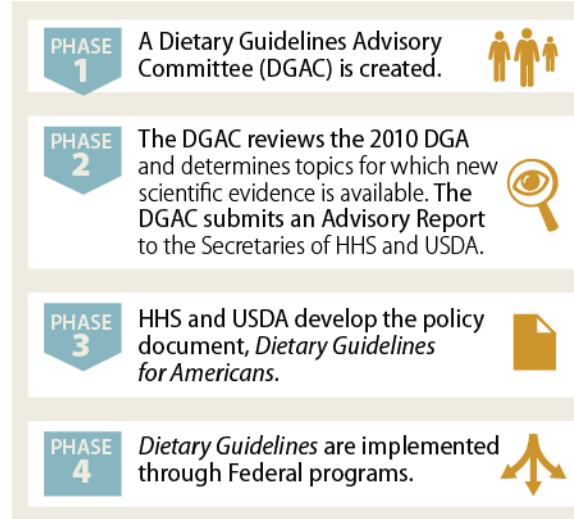 PHASE
1
A Dietary Guidelines Advisory
Committee (DGAC) is created.
PHASE
2
The DGAC reviews the 2010 DGA
and determines topics for which new
scientific evidence is available. The
DGAC submits an Advisory Report
to the Secretaries of HHS and USDA.
PHASE
3
HHS and USDA develop the policy
document, Dietary Guidelines
for Americans.
PHASE
4
Dietary Guidelines are implemented
through Federal programs.